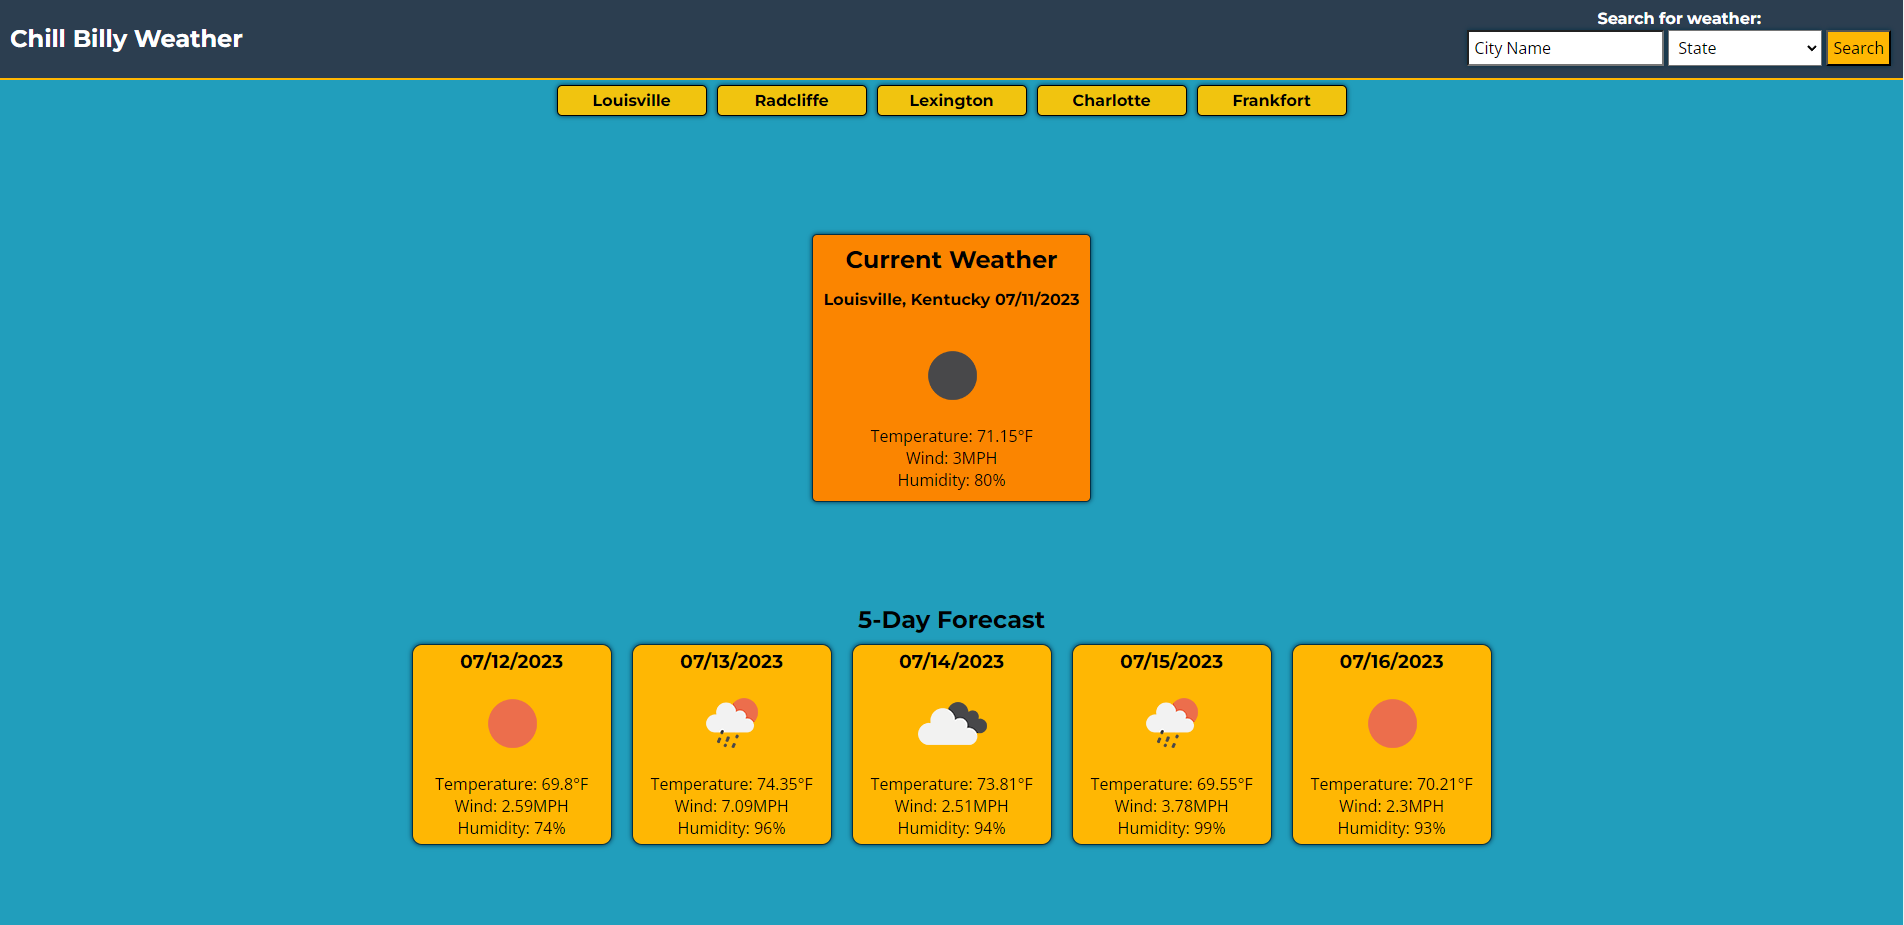 Chill Billy Weather
Search for weather:
City Name State Search
Louisville Radcliffe Lexington Charlotte Frankfort
Current Weather
Louisville, Kentucky 07/11/2023
Temperature: 71.15°F
Wind: 3MPH
Humidity: 80%
5-Day Forecast
07/12/2023
Temperature: 69.8°F
Wind: 2.59MPH
Humidity: 74%
07/13/2023
Temperature: 74.35°F
Wind: 7.09MPH
Humidity: 96%
07/14/2023
Temperature: 73.81°F
Wind: 2.51MPH
Humidity: 94%
07/15/2023
Temperature: 69.55°F
Wind: 3.78MPH
Humidity: 99%
07/16/2023
Temperature: 70.21°F
Wind: 2.3MPH
Humidity: 93%